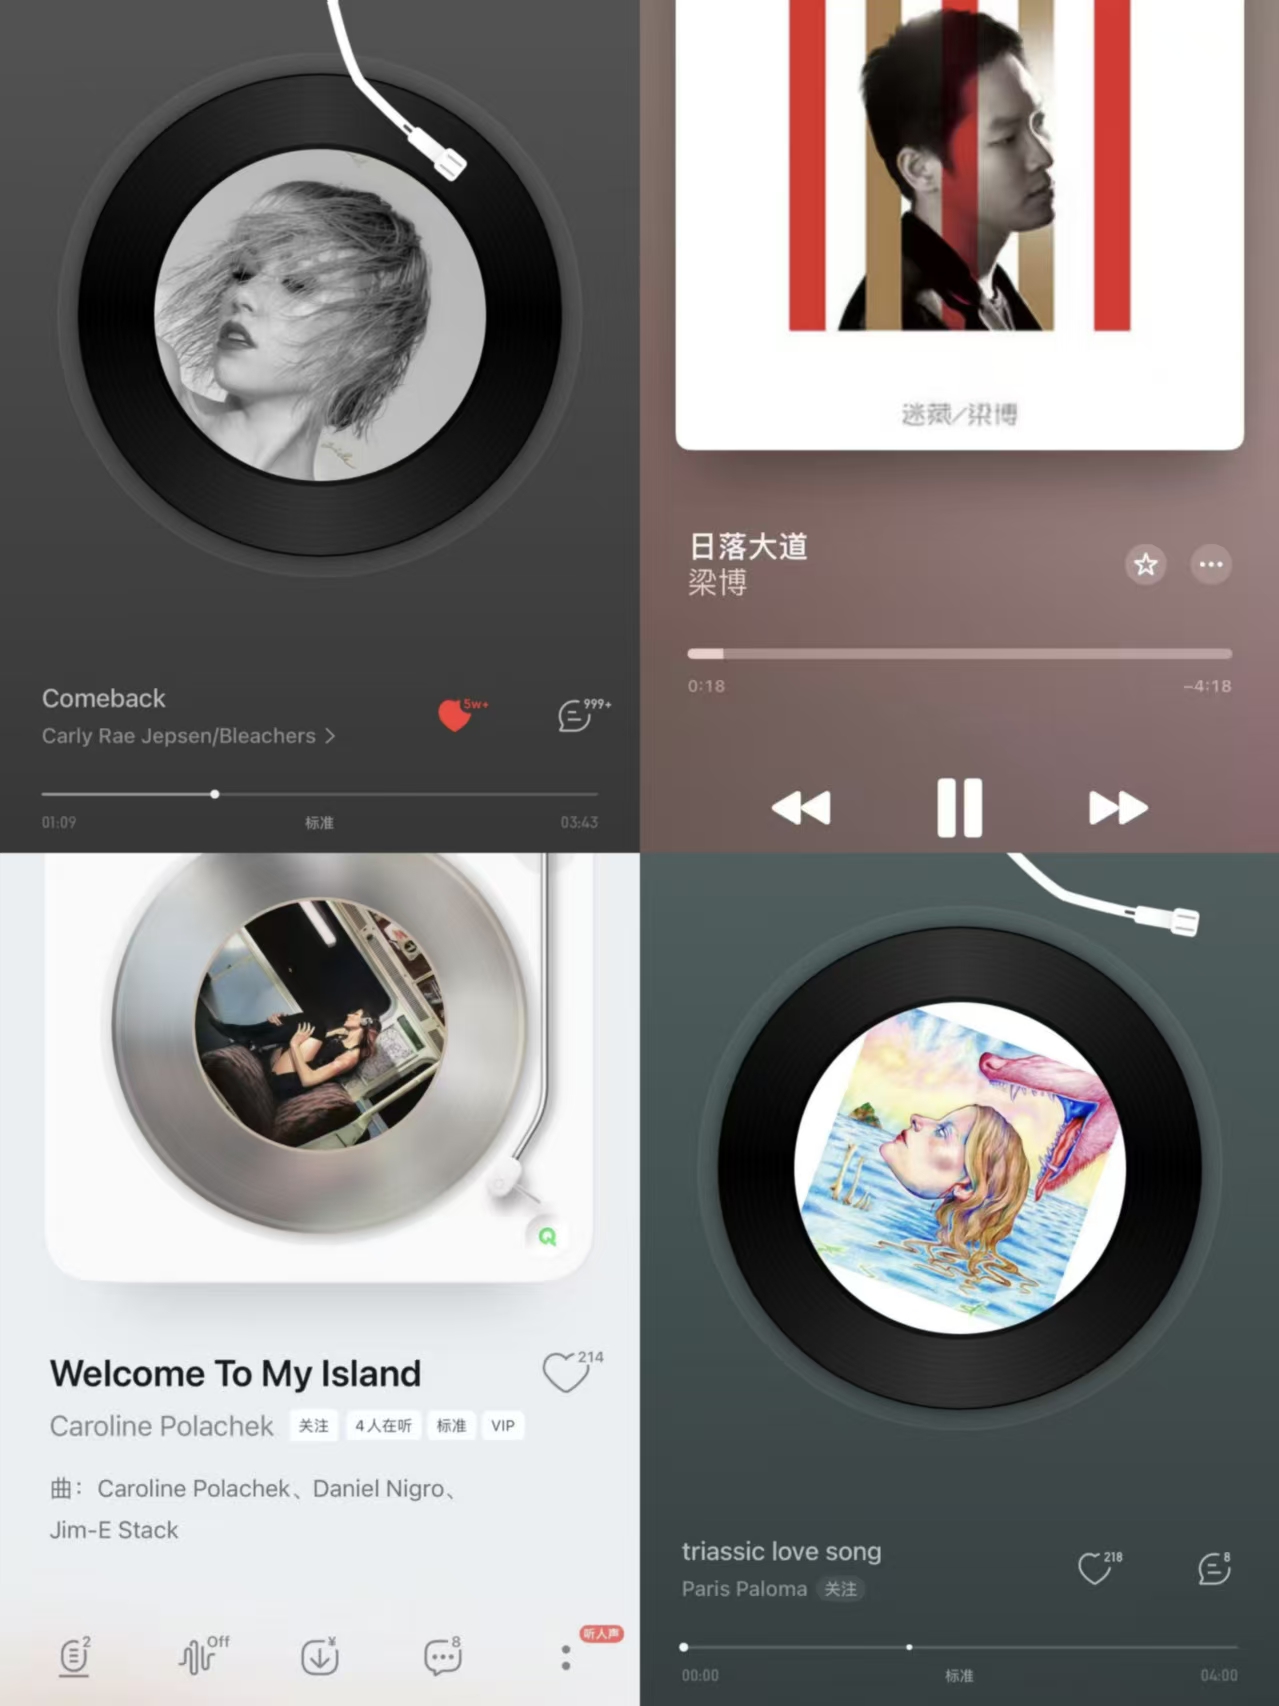 Comeback
5w+
999+
Carly Rae Jepsen/Bleachers
01:09
标准
03:43
迷藏/梁博
日落大道
梁博
0:18
-4:18
Welcome To My Island
214
Caroline Polachek 关注 4人在听 标准 VIP
曲：Caroline Polachek、Daniel Nigro、
Jim-E Stack
2
Off
¥
8
听人声
triassic love song
218
8
Paris Paloma 关注
00:00
标准
04:00